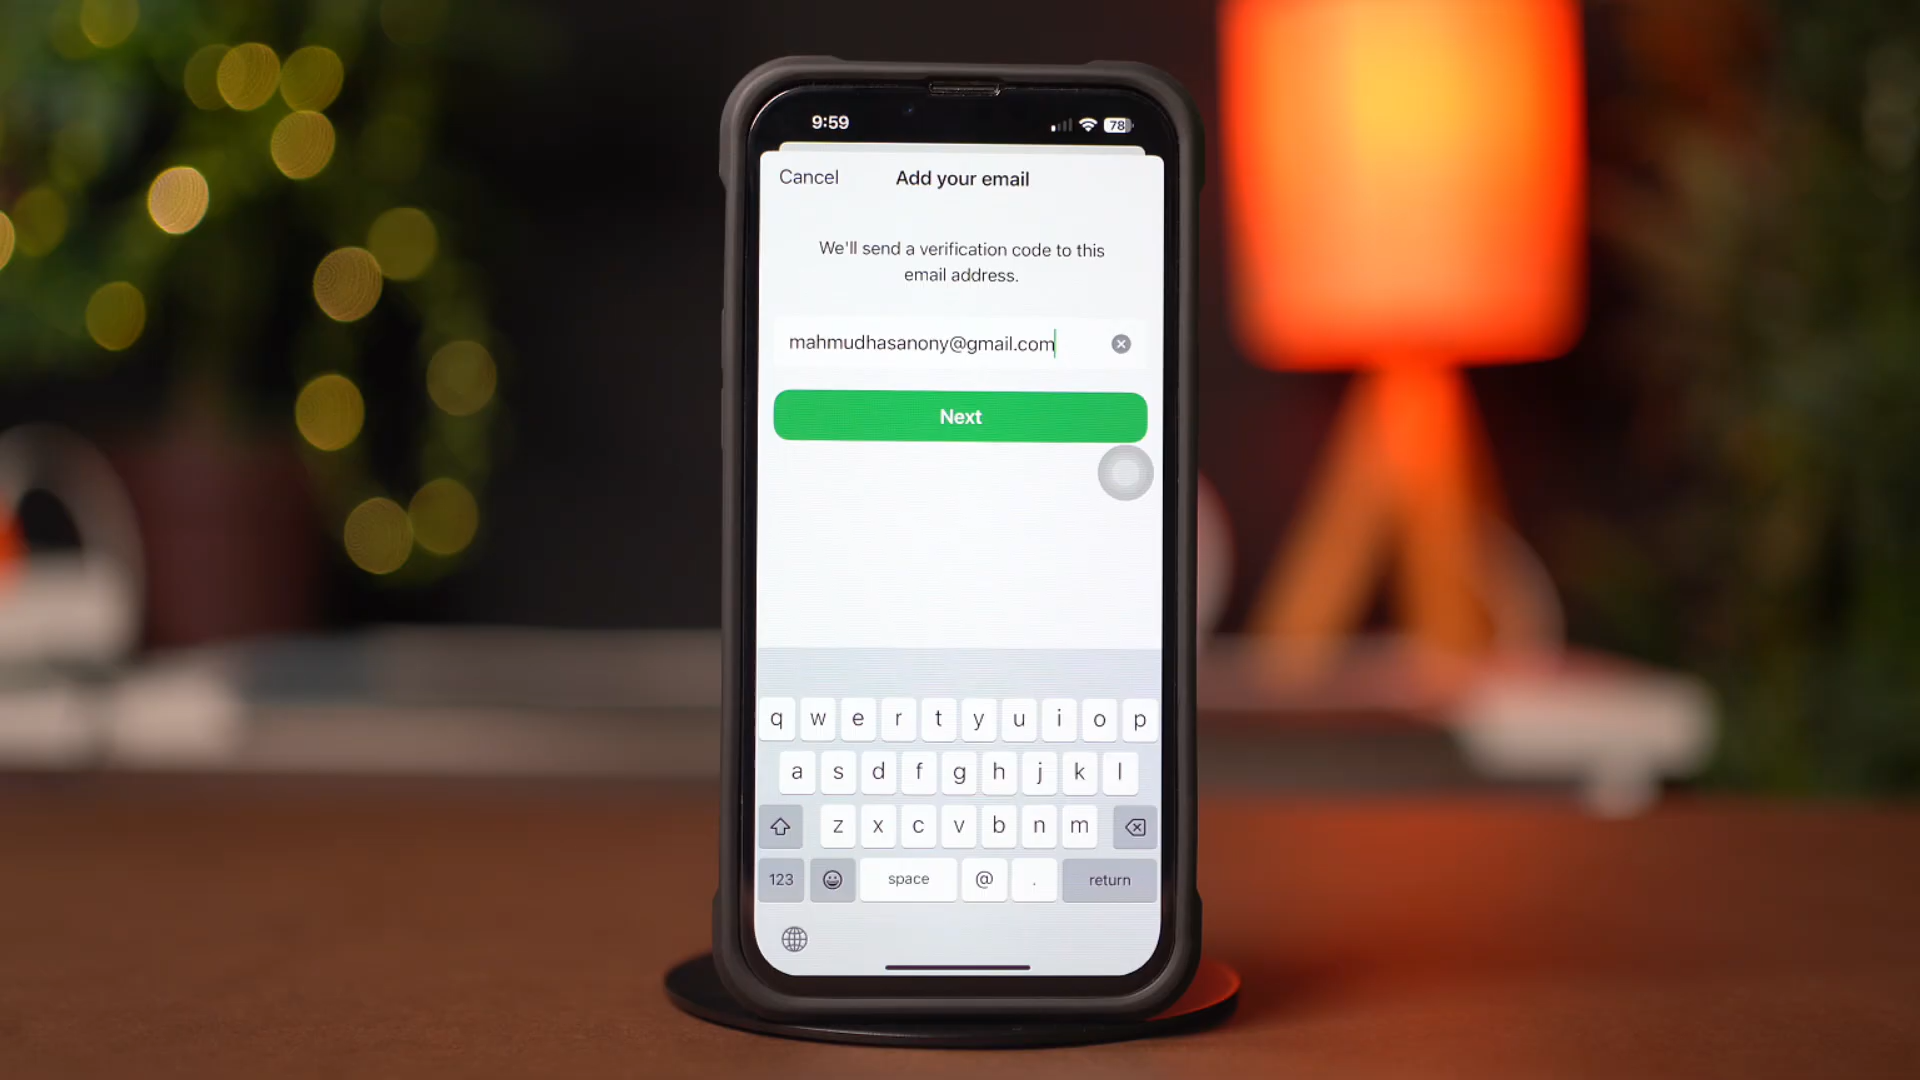 9:59
78
Cancel
Add your email
We'll send a verification code to this
email address.
mahmudhasanony@gmail.com
Next
q w e r t y u i o p
a s d f g h j k l
z x c v b n m
123 space @ . return